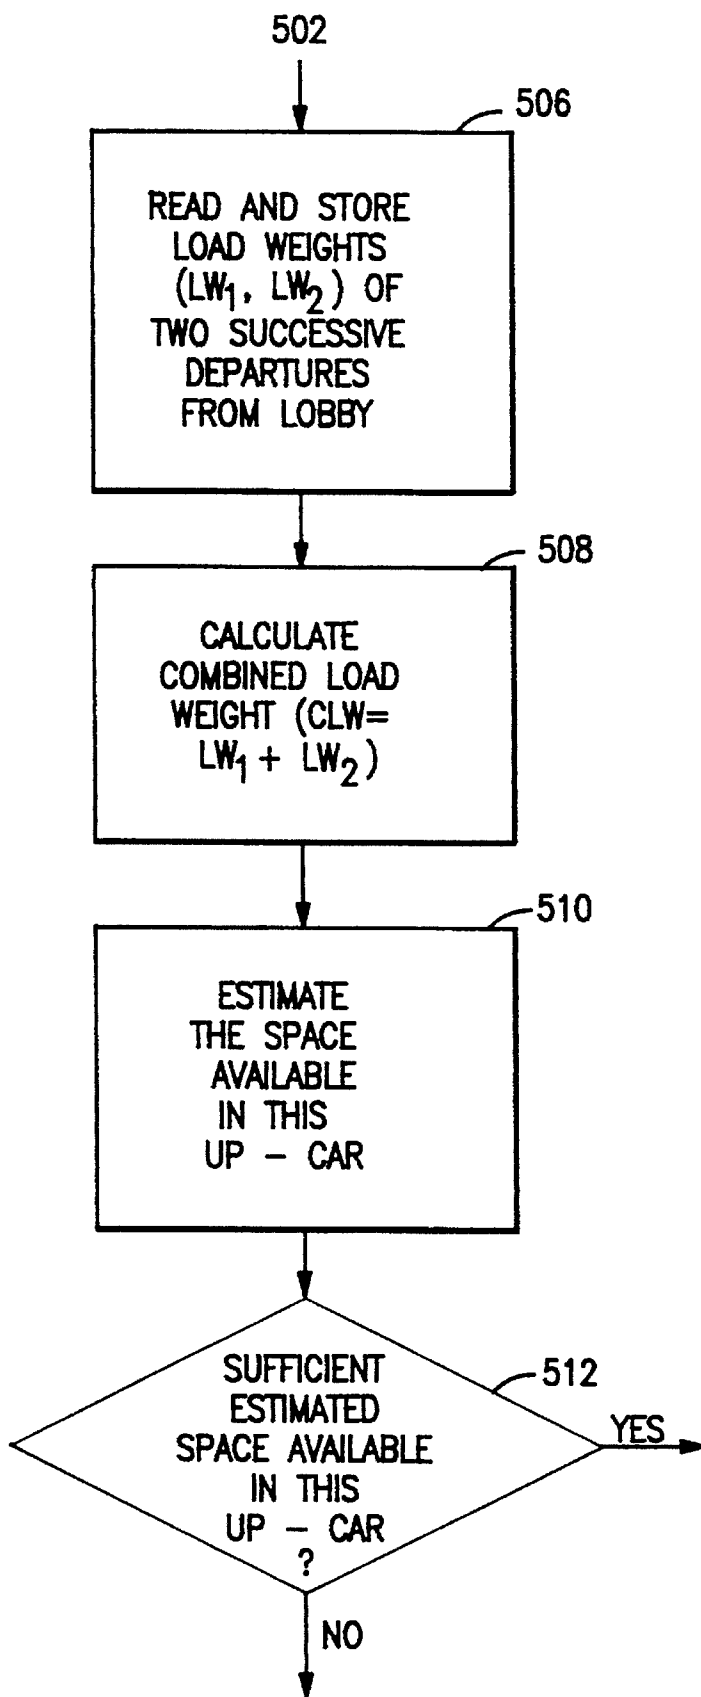 502
506
READ AND STORE
LOAD WEIGHTS
(LW1, LW2) OF
TWO SUCCESSIVE
DEPARTURES
FROM LOBBY
508
CALCULATE
COMBINED LOAD
WEIGHT (CLW=
LW1 + LW2)
510
ESTIMATE
THE SPACE
AVAILABLE
IN THIS
UP – CAR
512
SUFFICIENT
ESTIMATED
SPACE AVAILABLE
IN THIS
UP – CAR
?
YES
NO